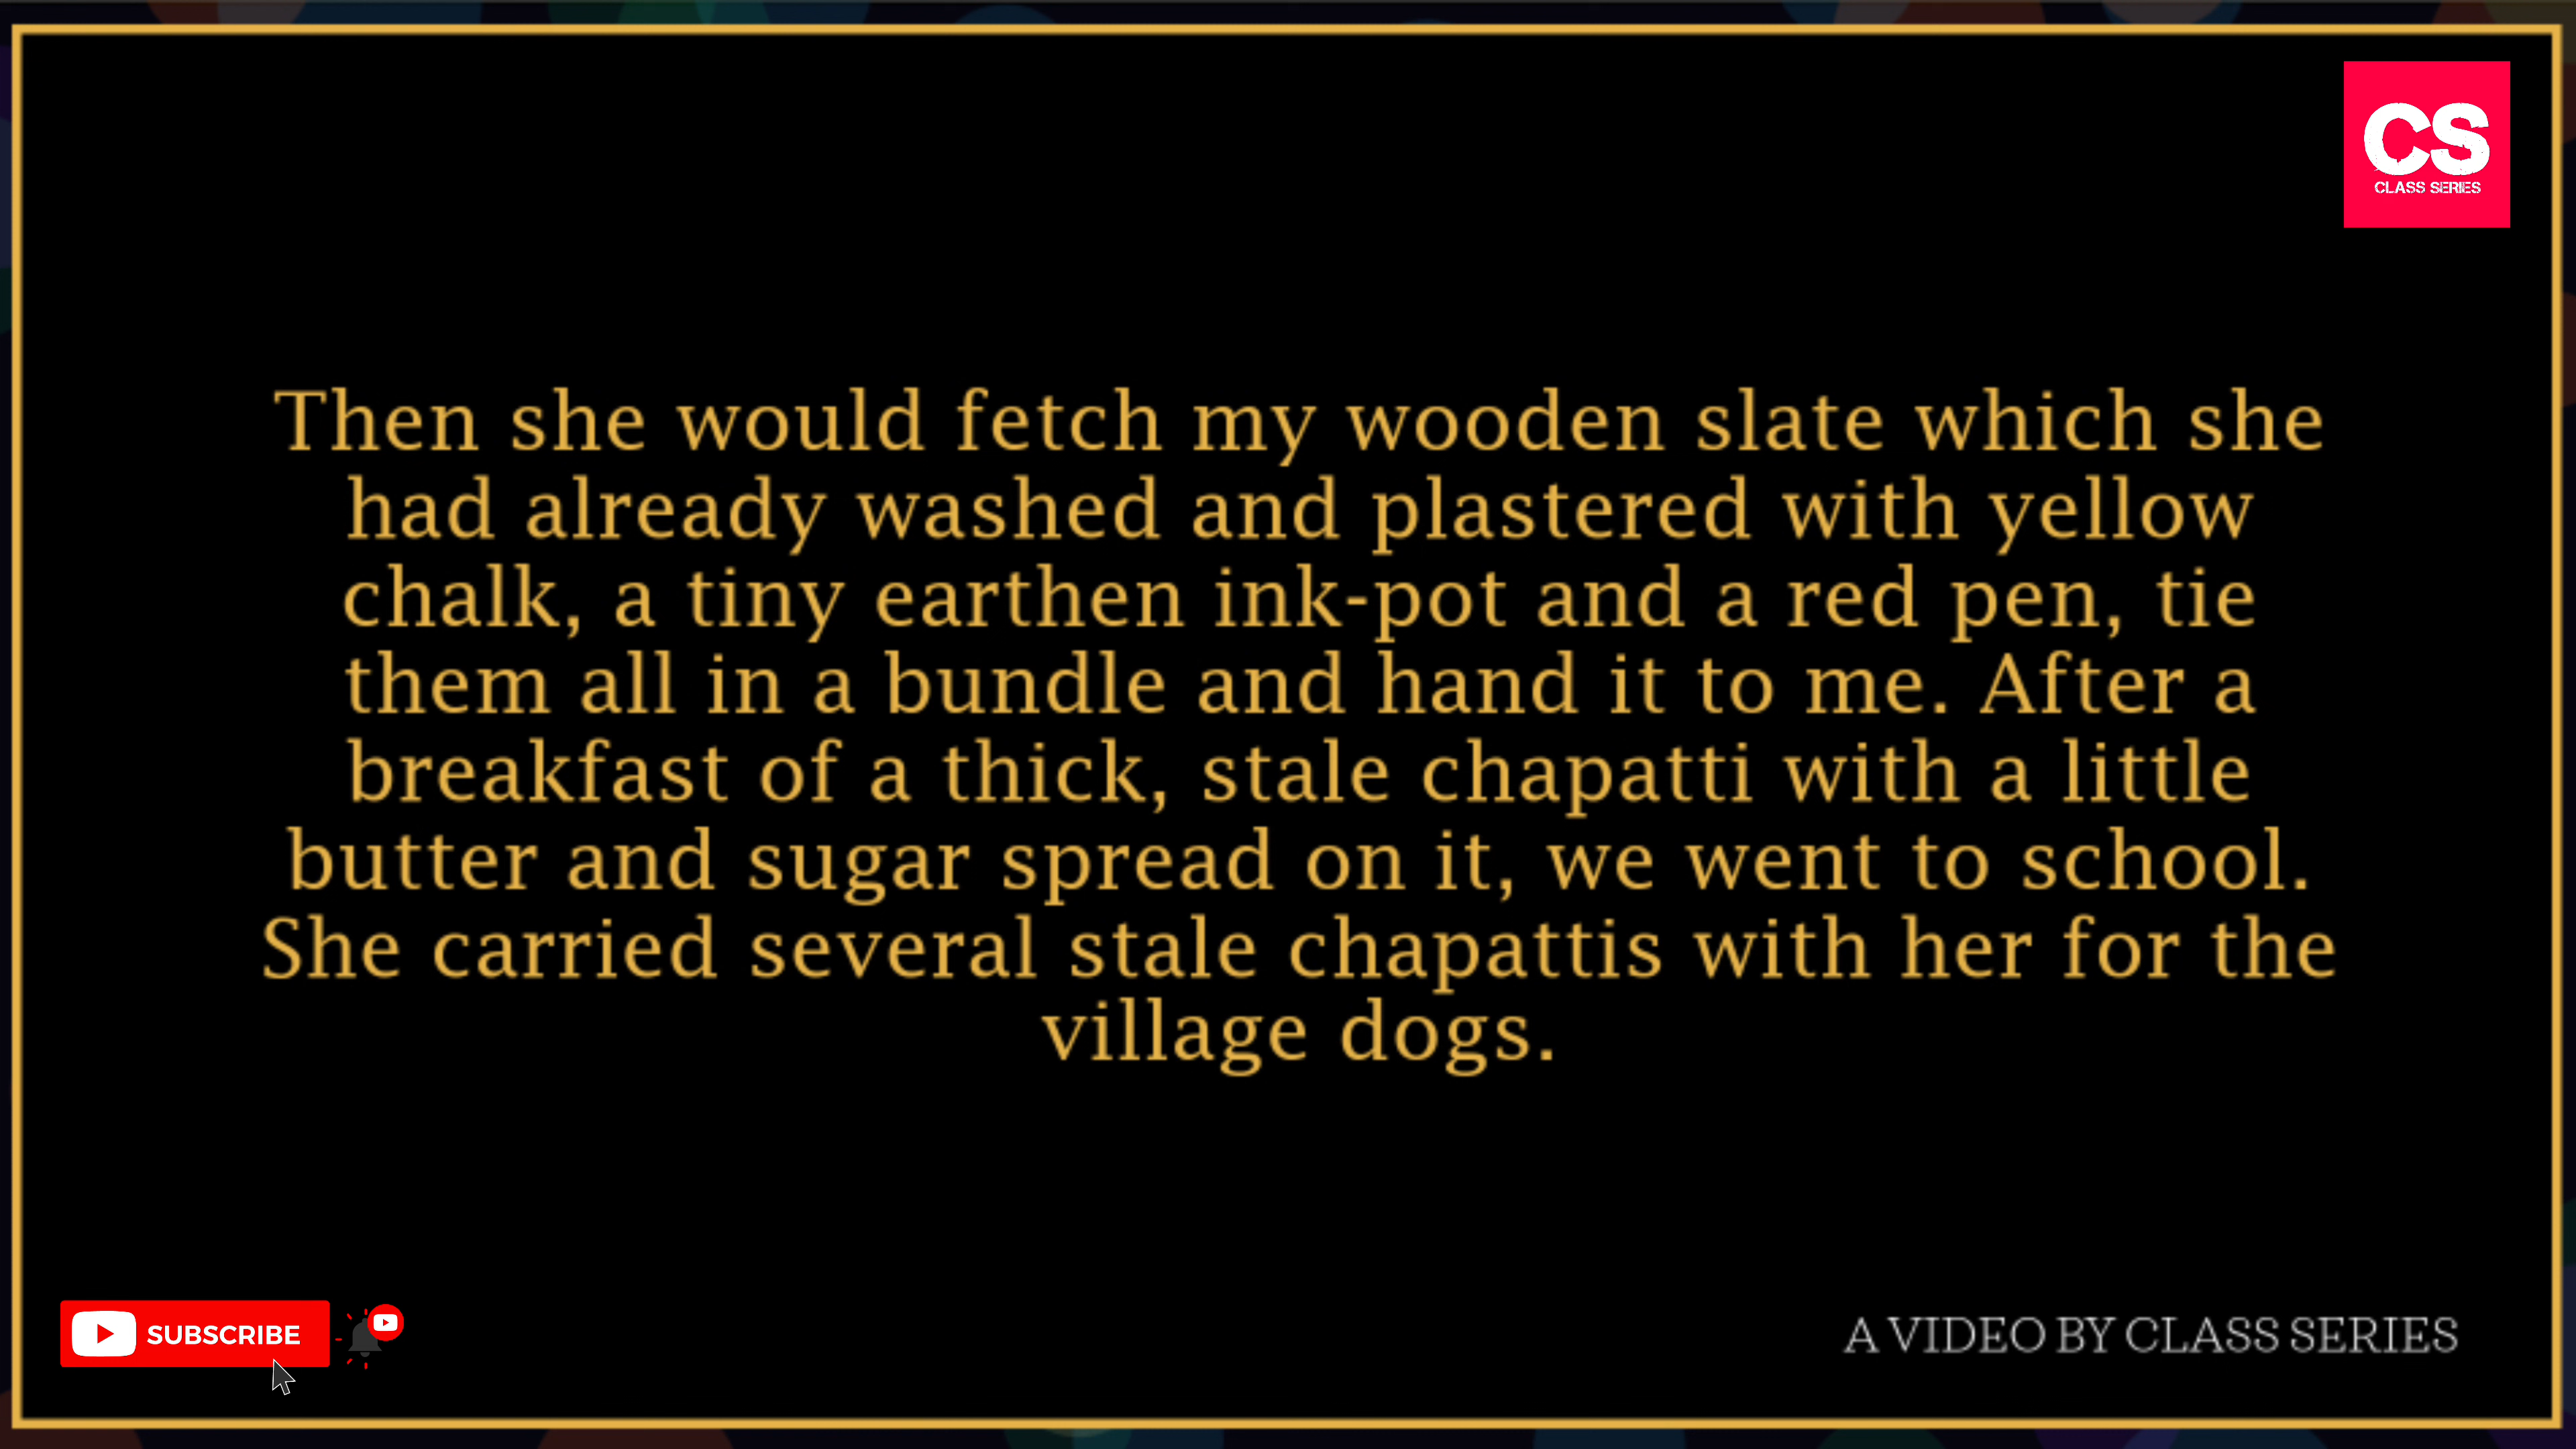 CS
CLASS SERIES
Then she would fetch my wooden slate which she
had already washed and plastered with yellow
chalk, a tiny earthen ink-pot and a red pen, tie
them all in a bundle and hand it to me. After a
breakfast of a thick, stale chapatti with a little
butter and sugar spread on it, we went to school.
She carried several stale chapattis with her for the
village dogs.
SUBSCRIBE
A VIDEO BY CLASS SERIES